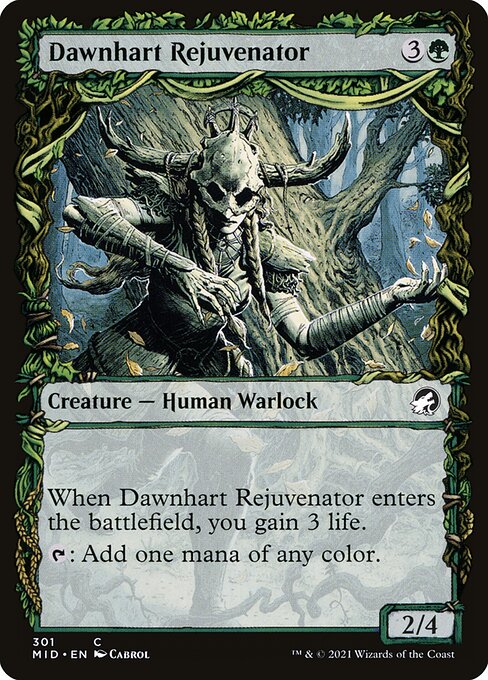 Dawnhart Rejuvenator 3
Creature — Human Warlock
When Dawnhart Rejuvenator enters
the battlefield, you gain 3 life.
: Add one mana of any color.
2/4
301 C
MID • EN CABROL
™ & © 2021 Wizards of the Coast